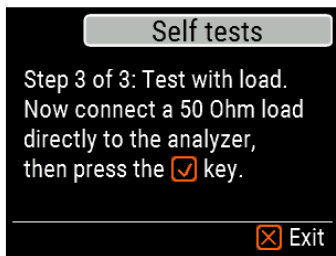 Self tests
Step 3 of 3: Test with load.
Now connect a 50 Ohm load
directly to the analyzer,
then press the key.
Exit